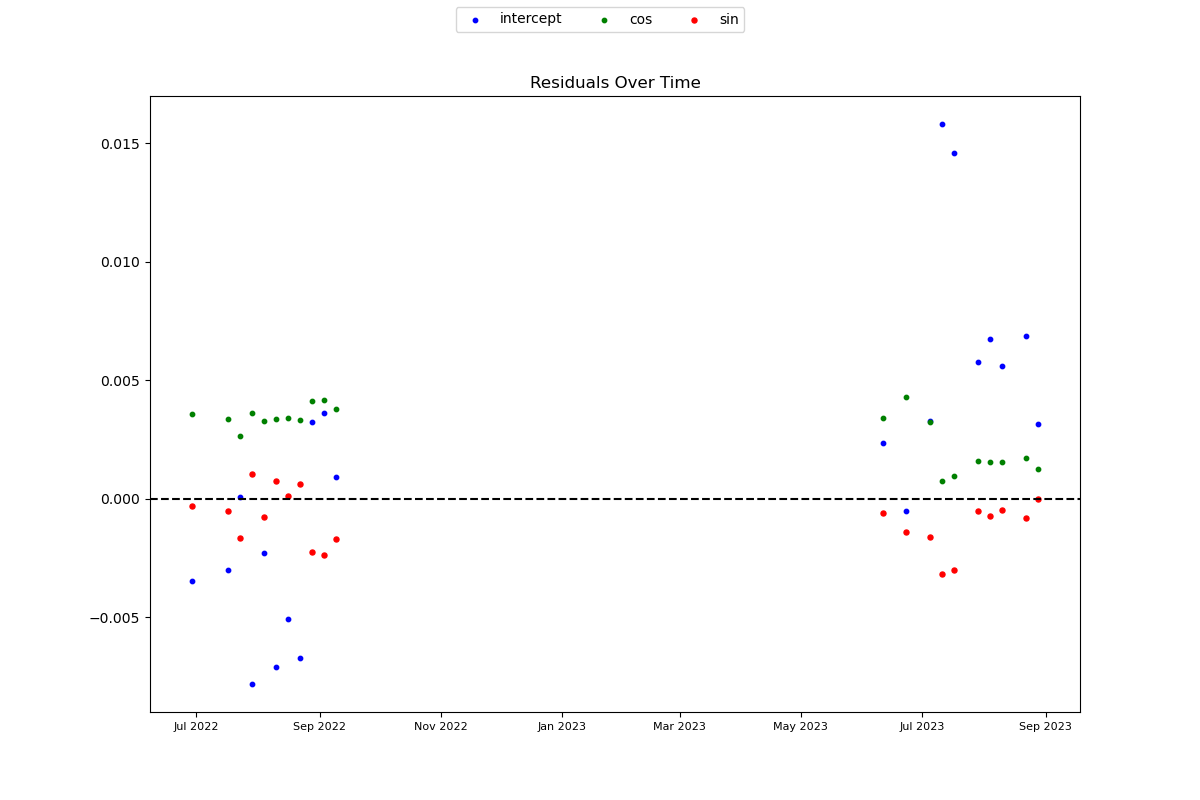 intercept cos sin
Residuals Over Time
0.015
0.010
0.005
0.000
−0.005
Jul 2022 Sep 2022 Nov 2022 Jan 2023 Mar 2023 May 2023 Jul 2023 Sep 2023